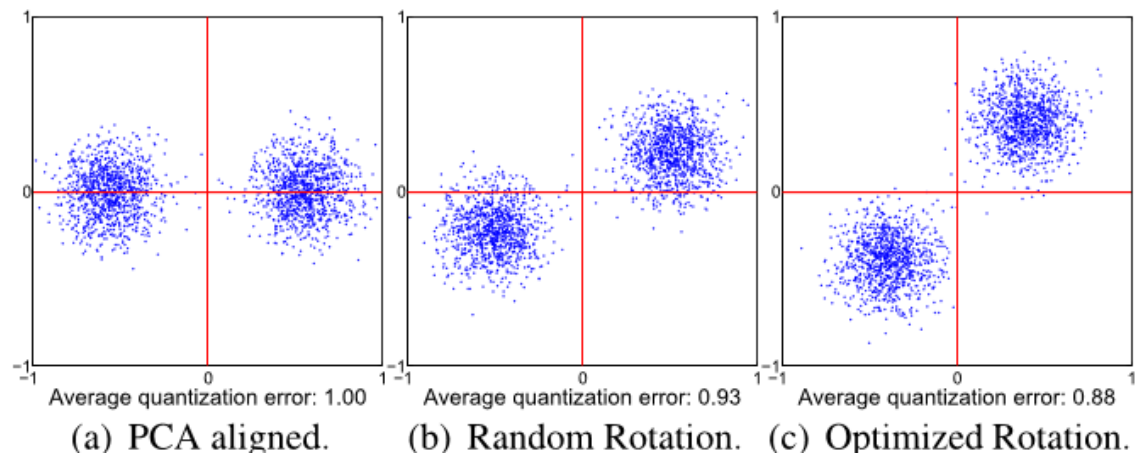 1 1 1
0 0 0
−1 −1 −1
−1 0 1 −1 0 1 −1 0 1
Average quantization error: 1.00 Average quantization error: 0.93 Average quantization error: 0.88
(a) PCA aligned. (b) Random Rotation. (c) Optimized Rotation.